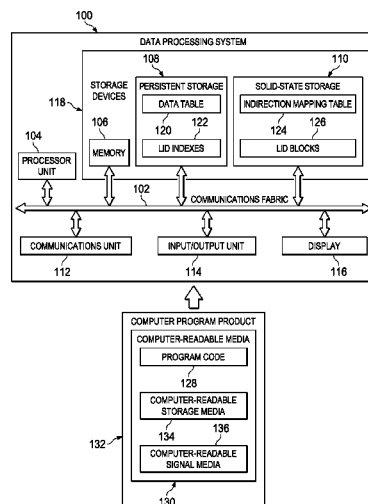 100
DATA PROCESSING SYSTEM
108
110
118
STORAGE DEVICES
PERSISTENT STORAGE
SOLID-STATE STORAGE
DATA TABLE
INDIRECTION MAPPING TABLE
104
106
120
122
124
126
PROCESSOR UNIT
MEMORY
LID INDEXES
LID BLOCKS
102
COMMUNICATIONS FABRIC
COMMUNICATIONS UNIT
INPUT/OUTPUT UNIT
DISPLAY
112
114
116
COMPUTER PROGRAM PRODUCT
COMPUTER-READABLE MEDIA
PROGRAM CODE
128
COMPUTER-READABLE
STORAGE MEDIA
132
134
136
COMPUTER-READABLE
SIGNAL MEDIA
130